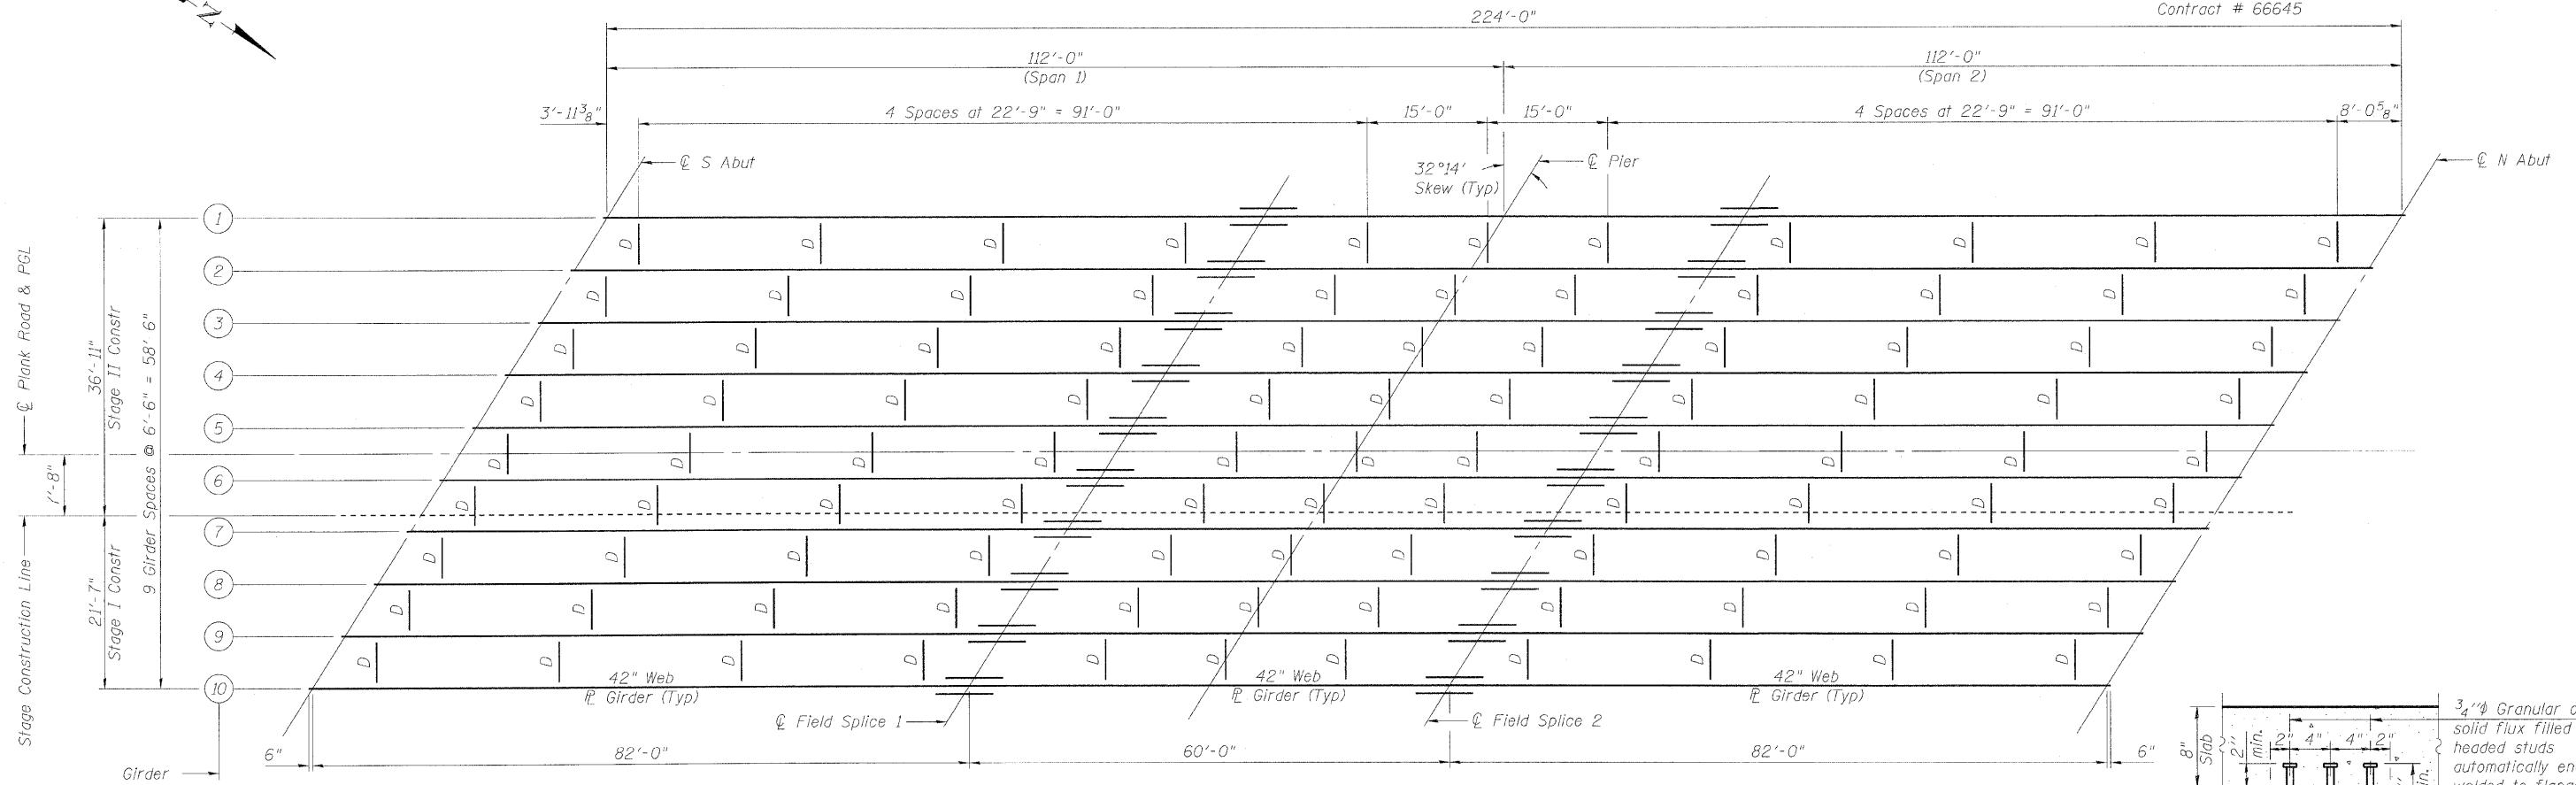 N
Contract # 66645
224'-0"
112'-0"
(Span 1)
112'-0"
(Span 2)
3'-11 3/8"
4 Spaces at 22'-9" = 91'-0"
15'-0"
15'-0"
4 Spaces at 22'-9" = 91'-0"
8'-0 5/8"
℄ S Abut
32°14'
Skew (Typ)
℄ Pier
℄ N Abut
1
D D D D D D D D D D D
2
D D D D D D D D D D D
3
D D D D D D D D D D D
4
D D D D D D D D D D D
5
D D D D D D D D D D D
6
D D D D D D D D D D D
7
D D D D D D D D D D D
8
D D D D D D D D D D D
9
D D D D D D D D D D D
10
℄ Plank Road & PGL
1'-8"
Stage Construction Line
36'-11"
Stage II Constr
21'-7"
Stage I Constr
9 Girder Spaces @ 6'-6" = 58' 6"
42" Web
℄ Girder (Typ)
42" Web
℄ Girder (Typ)
42" Web
℄ Girder (Typ)
℄ Field Splice 1
℄ Field Splice 2
6"
82'-0"
60'-0"
82'-0"
6"
Girder
8"
Slab
2"
min.
2" 4" 4" 2"
3/4"ϕ Granular
solid flux filled
headed studs
automatically